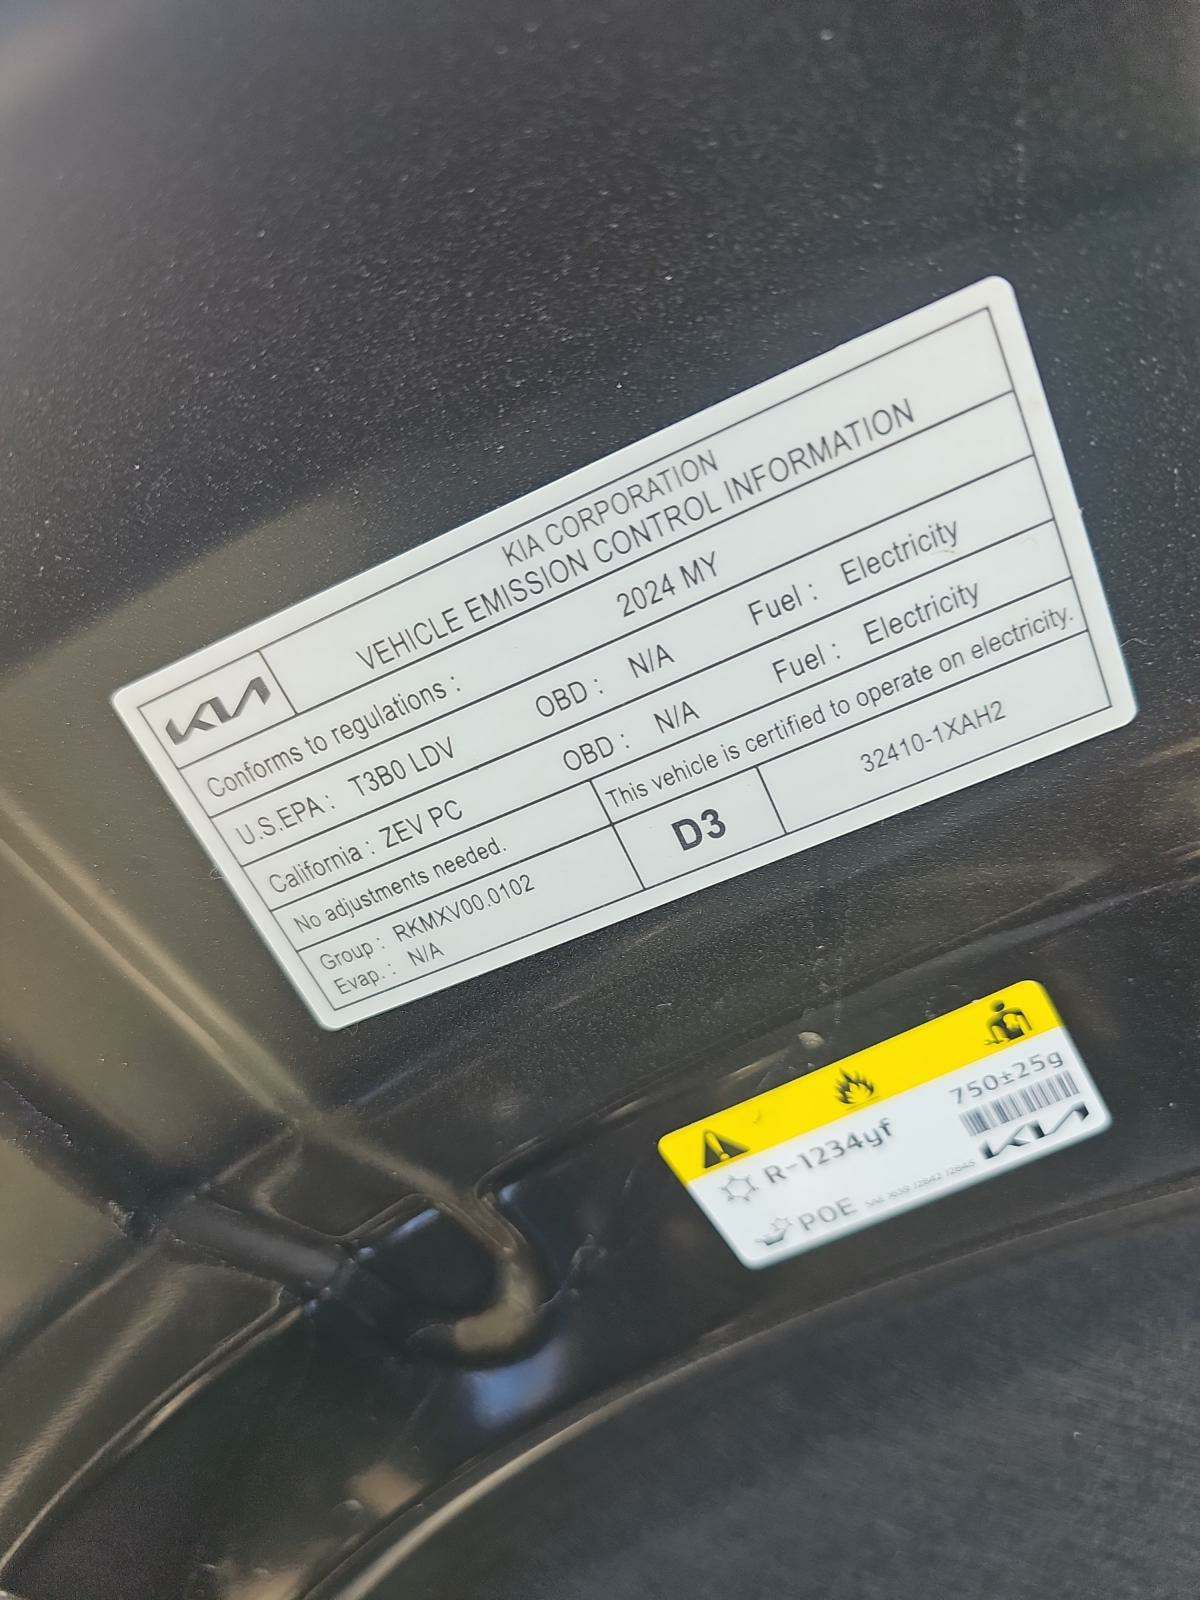 KIA
KIA CORPORATION
VEHICLE EMISSION CONTROL INFORMATION
Conforms to regulations : 2024 MY
U.S.EPA : T3B0 LDV OBD : N/A Fuel : Electricity
California : ZEV PC OBD : N/A Fuel : Electricity
No adjustments needed. This vehicle is certified to operate on electricity.
Group : RKMXV00.0102
Evap. : N/A
D3
32410-1XAH2
R-1234yf 750±25g
POE
KIA